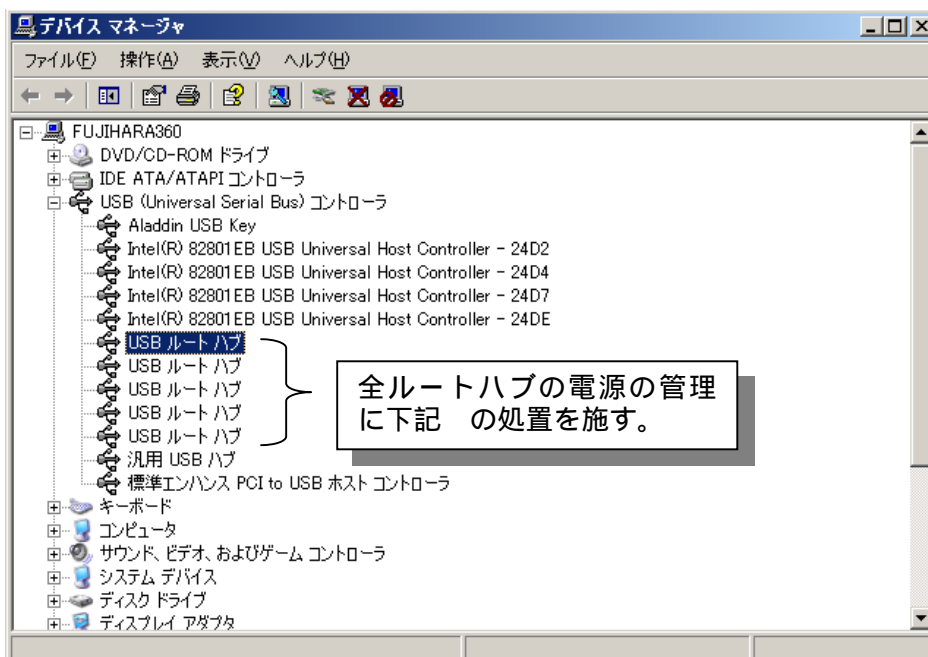 デバイス マネージャ
ファイル(F) 操作(A) 表示(V) ヘルプ(H)
FUJIHARA360
DVD/CD-ROM ドライブ
IDE ATA/ATAPI コントローラ
USB (Universal Serial Bus) コントローラ
Aladdin USB Key
Intel(R) 82801EB USB Universal Host Controller - 24D2
Intel(R) 82801EB USB Universal Host Controller - 24D4
Intel(R) 82801EB USB Universal Host Controller - 24D7
Intel(R) 82801EB USB Universal Host Controller - 24DE
USB ルート ハブ
USB ルート ハブ
USB ルート ハブ
USB ルート ハブ
USB ルート ハブ
全ルートハブの電源の管理
に下記　の処置を施す。
汎用 USB ハブ
標準エンハンス PCI to USB ホスト コントローラ
キーボード
コンピュータ
サウンド、ビデオ、およびゲーム コントローラ
システム デバイス
ディスク ドライブ
ディスプレイ アダプタ